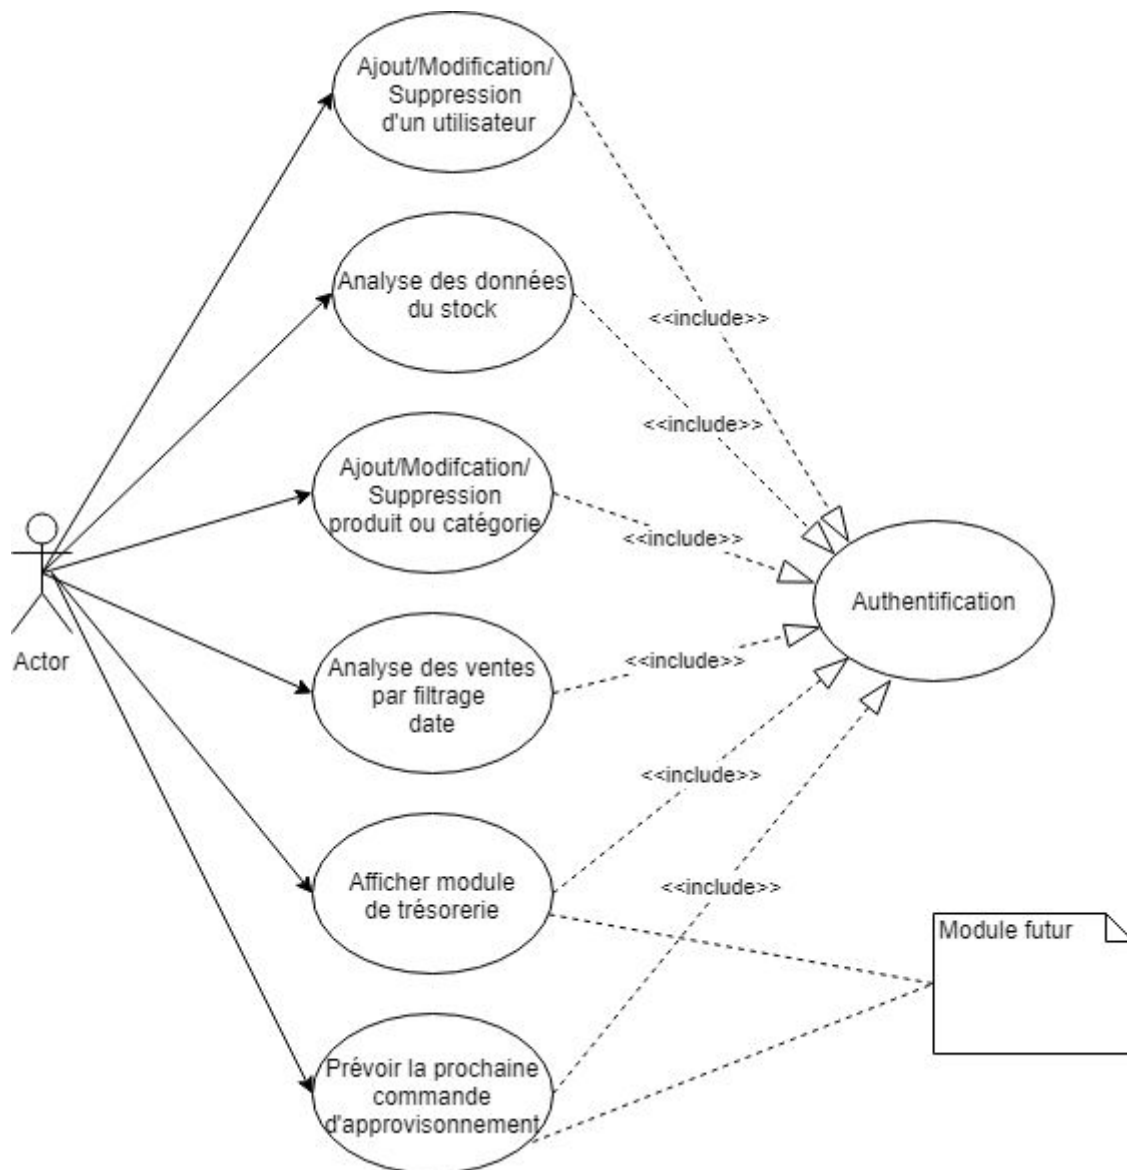 Ajout/Modification/
Suppression
d'un utilisateur
Analyse des données
du stock
<<include>>
<<include>>
Ajout/Modifcation/
Suppression
produit ou catégorie
<<include>>
Authentification
Actor
Analyse des ventes
par filtrage
date
<<include>>
<<include>>
Afficher module
de trésorerie
<<include>>
Module futur
Prévoir la prochaine
commande
d'approvisonnement